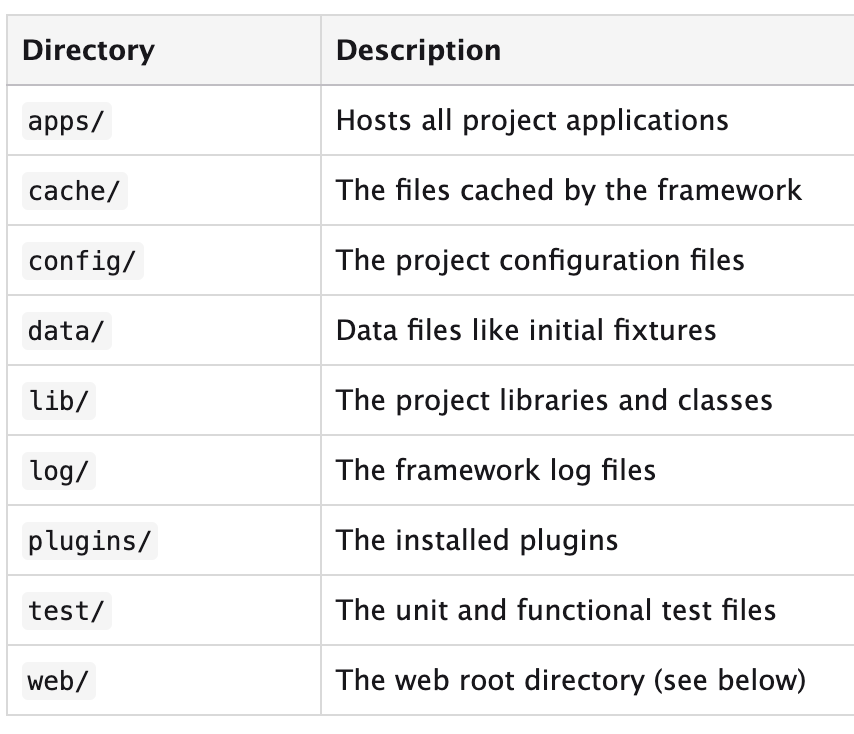 Directory Description
apps/ Hosts all project applications
cache/ The files cached by the framework
config/ The project configuration files
data/ Data files like initial fixtures
lib/ The project libraries and classes
log/ The framework log files
plugins/ The installed plugins
test/ The unit and functional test files
web/ The web root directory (see below)